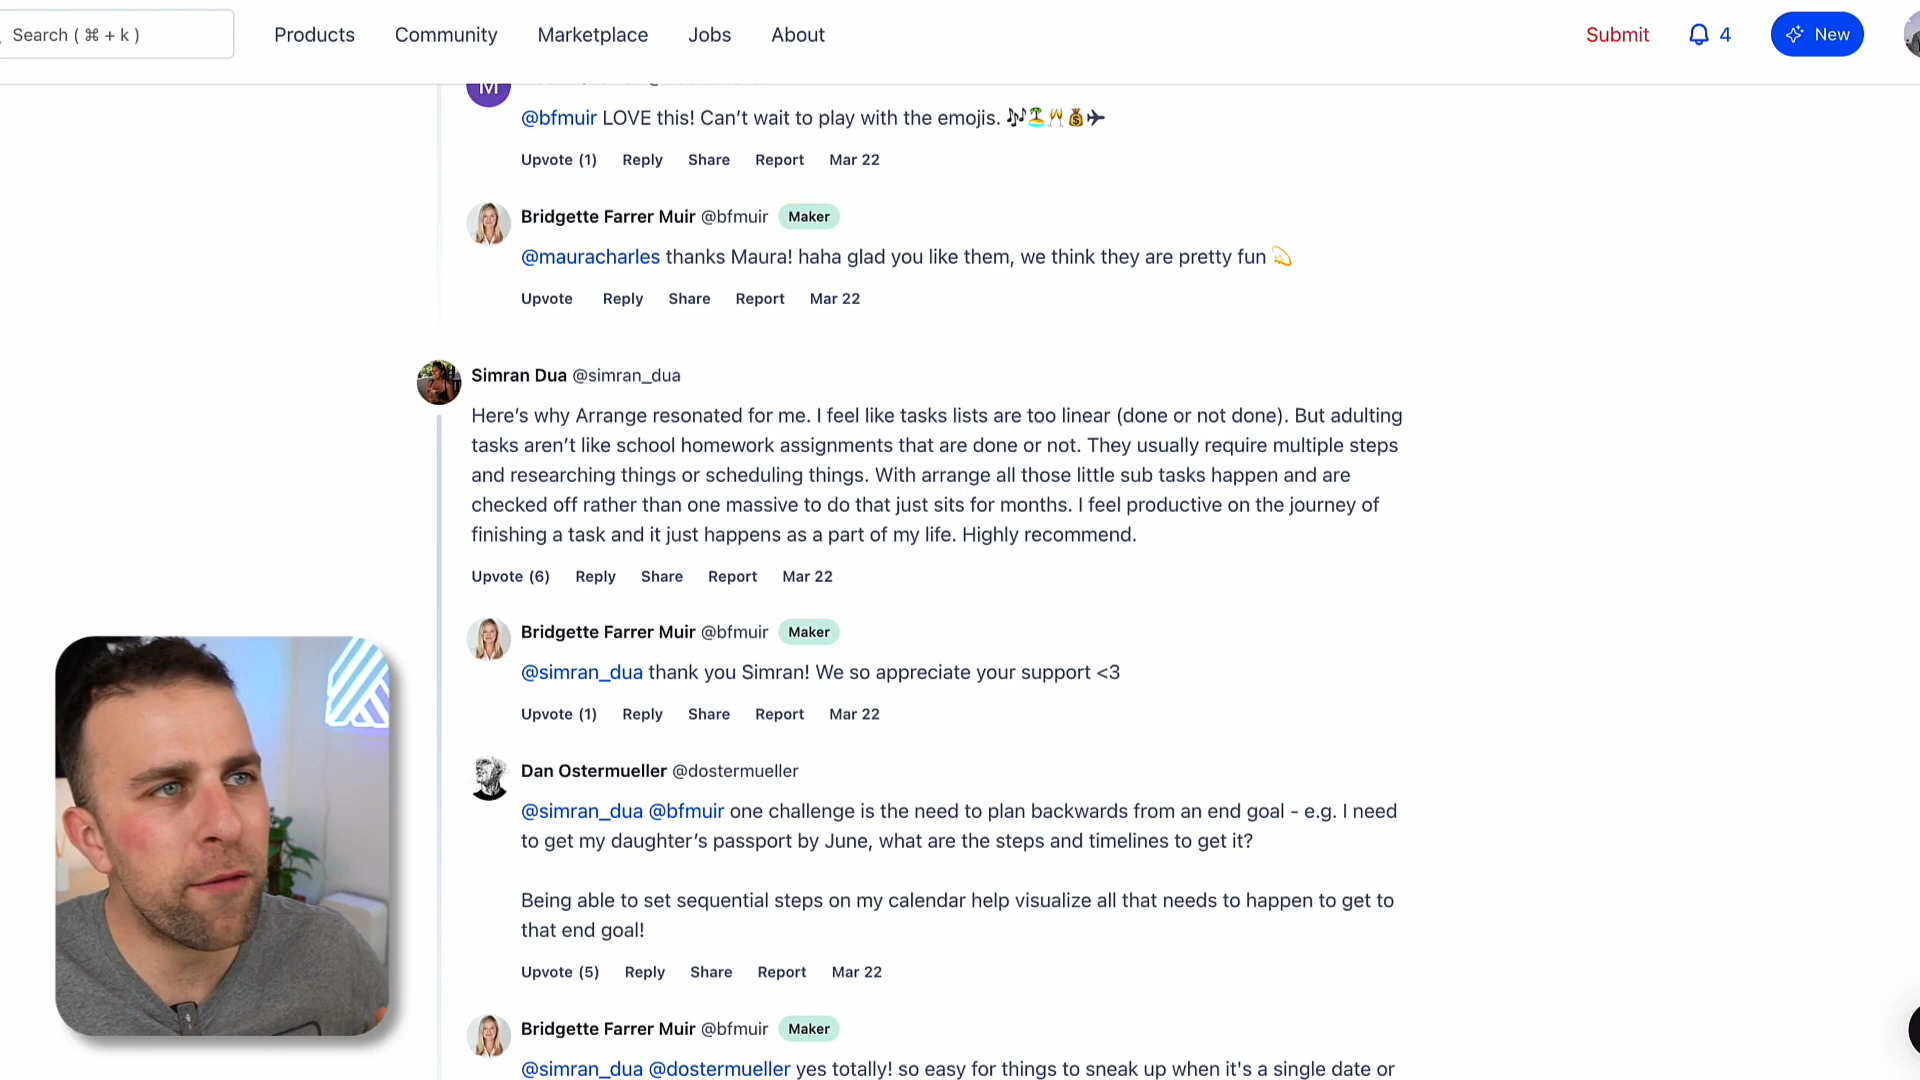 Search ( ⌘ + k )
Products
Community
Marketplace
Jobs
About
Submit
4
New
M
@bfmuir LOVE this! Can’t wait to play with the emojis. 🎶🏝️🥂💰✈
Upvote (1) Reply Share Report Mar 22
Bridgette Farrer Muir @bfmuir Maker
@mauracharles thanks Maura! haha glad you like them, we think they are pretty fun 💫
Upvote Reply Share Report Mar 22
Simran Dua @simran_dua
Here’s why Arrange resonated for me. I feel like tasks lists are too linear (done or not done). But adulting
tasks aren’t like school homework assignments that are done or not. They usually require multiple steps
and researching things or scheduling things. With arrange all those little sub tasks happen and are
checked off rather than one massive to do that just sits for months. I feel productive on the journey of
finishing a task and it just happens as a part of my life. Highly recommend.
Upvote (6) Reply Share Report Mar 22
Bridgette Farrer Muir @bfmuir Maker
@simran_dua thank you Simran! We so appreciate your support <3
Upvote (1) Reply Share Report Mar 22
Dan Ostermueller @dostermueller
@simran_dua @bfmuir one challenge is the need to plan backwards from an end goal - e.g. I need
to get my daughter’s passport by June, what are the steps and timelines to get it?
Being able to set sequential steps on my calendar help visualize all that needs to happen to get to
that end goal!
Upvote (5) Reply Share Report Mar 22
Bridgette Farrer Muir @bfmuir Maker
@simran_dua @dostermueller yes totally! so easy for things to sneak up when it's a single date or